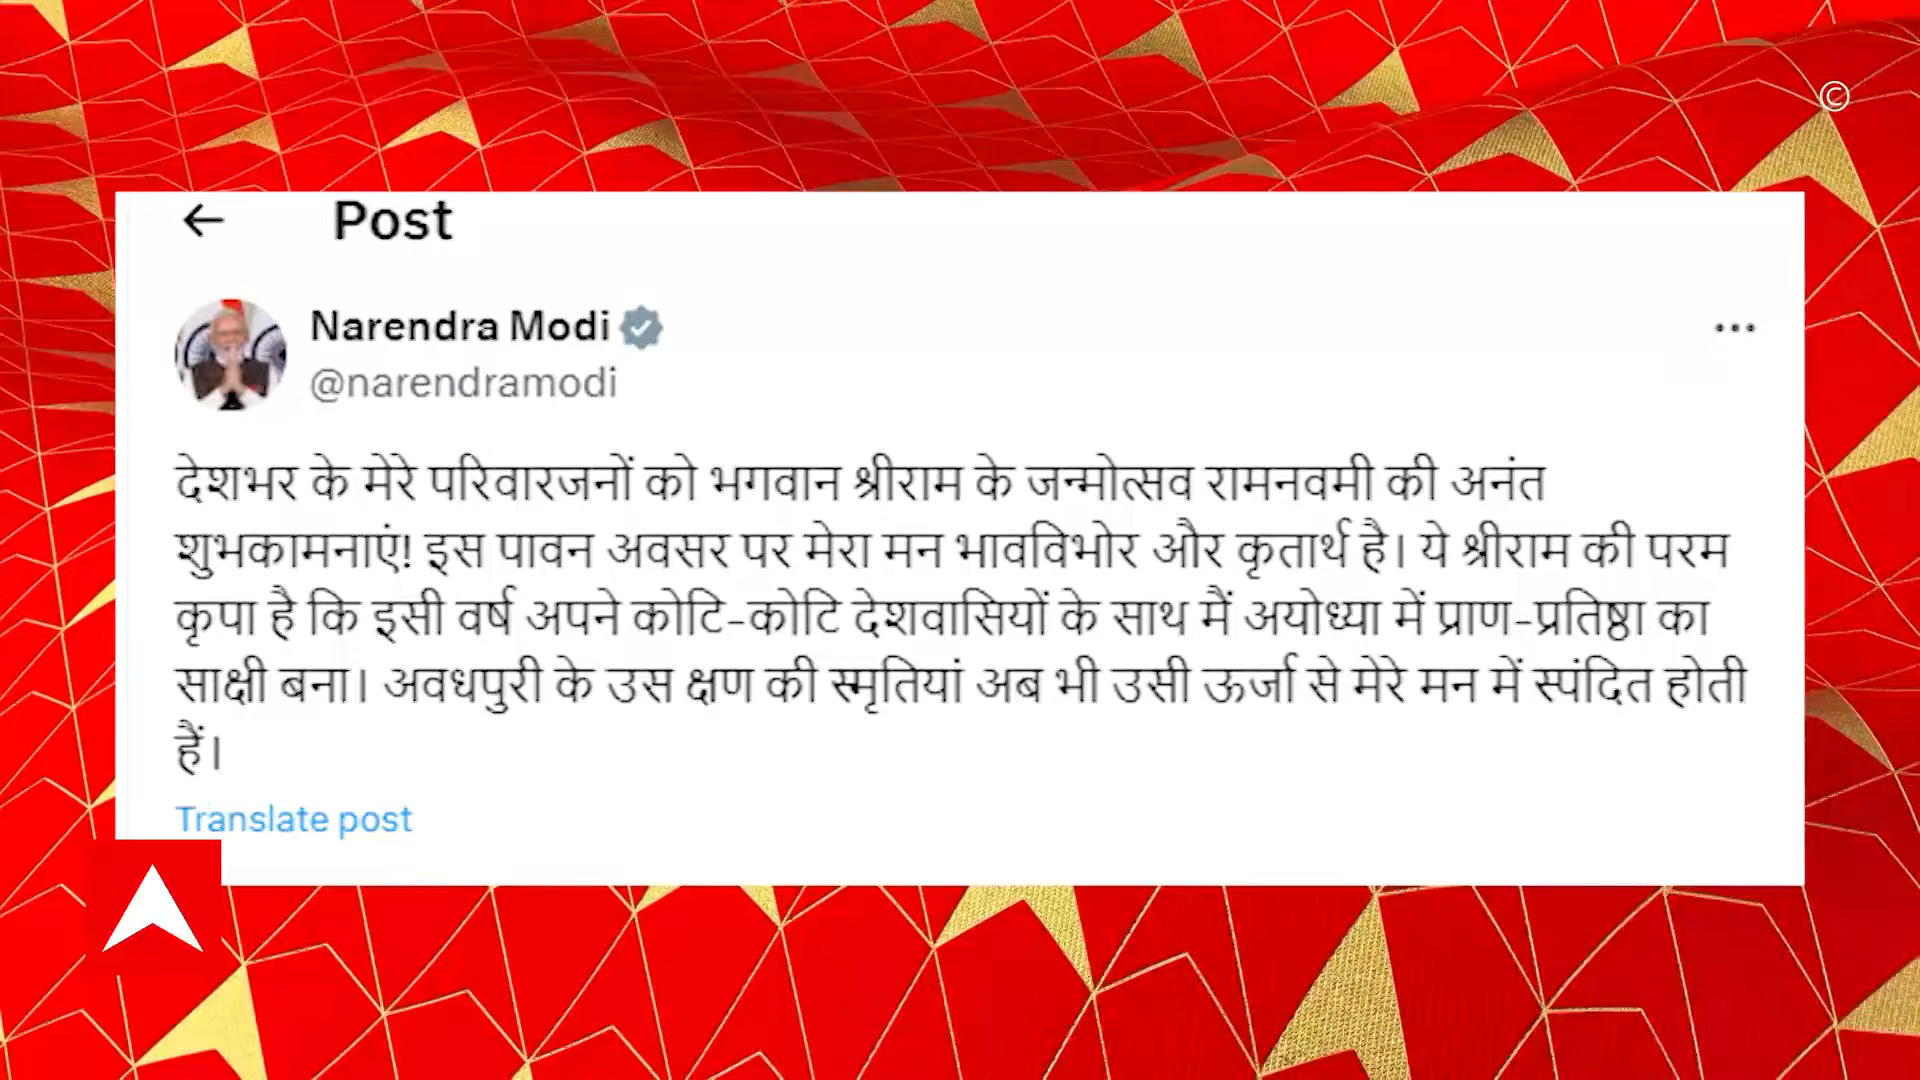 ©
Post
Narendra Modi
@narendramodi
देशभर के मेरे परिवारजनों को भगवान श्रीराम के जन्मोत्सव रामनवमी की अनंत
शुभकामनाएं! इस पावन अवसर पर मेरा मन भावविभोर और कृतार्थ है। ये श्रीराम की परम
कृपा है कि इसी वर्ष अपने कोटि-कोटि देशवासियों के साथ मैं अयोध्या में प्राण-प्रतिष्ठा का
साक्षी बना। अवधपुरी के उस क्षण की स्मृतियां अब भी उसी ऊर्जा से मेरे मन में स्पंदित होती
हैं।
Translate post